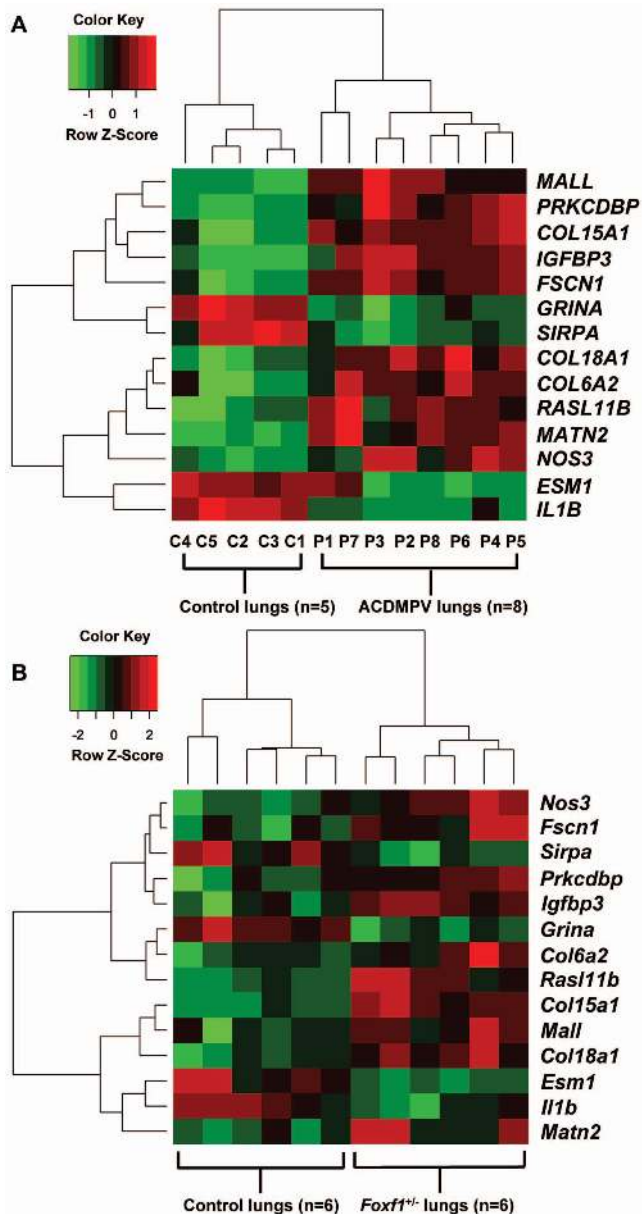 A
Color Key
-1 0 1
Row Z-Score
MALL
PRKCDBP
COL15A1
IGFBP3
FSCN1
GRINA
SIRPA
COL18A1
COL6A2
RASL11B
MATN2
NOS3
ESM1
IL1B
C4 C5 C2 C3 C1 P1 P7 P3 P2 P8 P6 P4 P5
Control lungs (n=5) ACDMPV lungs (n=8)
B
Color Key
-2 0 2
Row Z-Score
Nos3
Fscn1
Sirpa
Prkcdbp
Igfbp3
Grina
Col6a2
Rasl11b
Col15a1
Mall
Col18a1
Esm1
Il1b
Matn2
Control lungs (n=6) Foxf1+/- lungs (n=6)